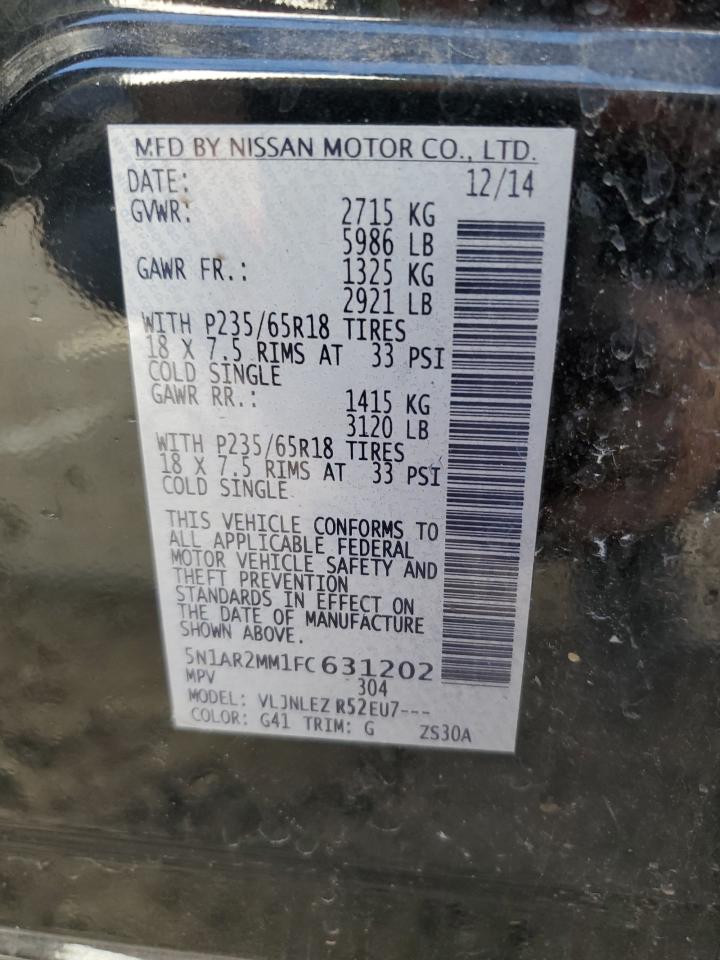 MFD BY NISSAN MOTOR CO., LTD.
DATE: 12/14
GVWR: 2715 KG
5986 LB
GAWR FR.: 1325 KG
2921 LB
WITH P235/65R18 TIRES
18 X 7.5 RIMS AT 33 PSI
COLD SINGLE
GAWR RR.: 1415 KG
3120 LB
WITH P235/65R18 TIRES
18 X 7.5 RIMS AT 33 PSI
COLD SINGLE
THIS VEHICLE CONFORMS TO
ALL APPLICABLE FEDERAL
MOTOR VEHICLE SAFETY AND
THEFT PREVENTION
STANDARDS IN EFFECT ON
THE DATE OF MANUFACTURE
SHOWN ABOVE.
5N1AR2MM1FC631202
MPV 304
MODEL: VLJNLEZ R52EU7---
COLOR: G41 TRIM: G ZS30A